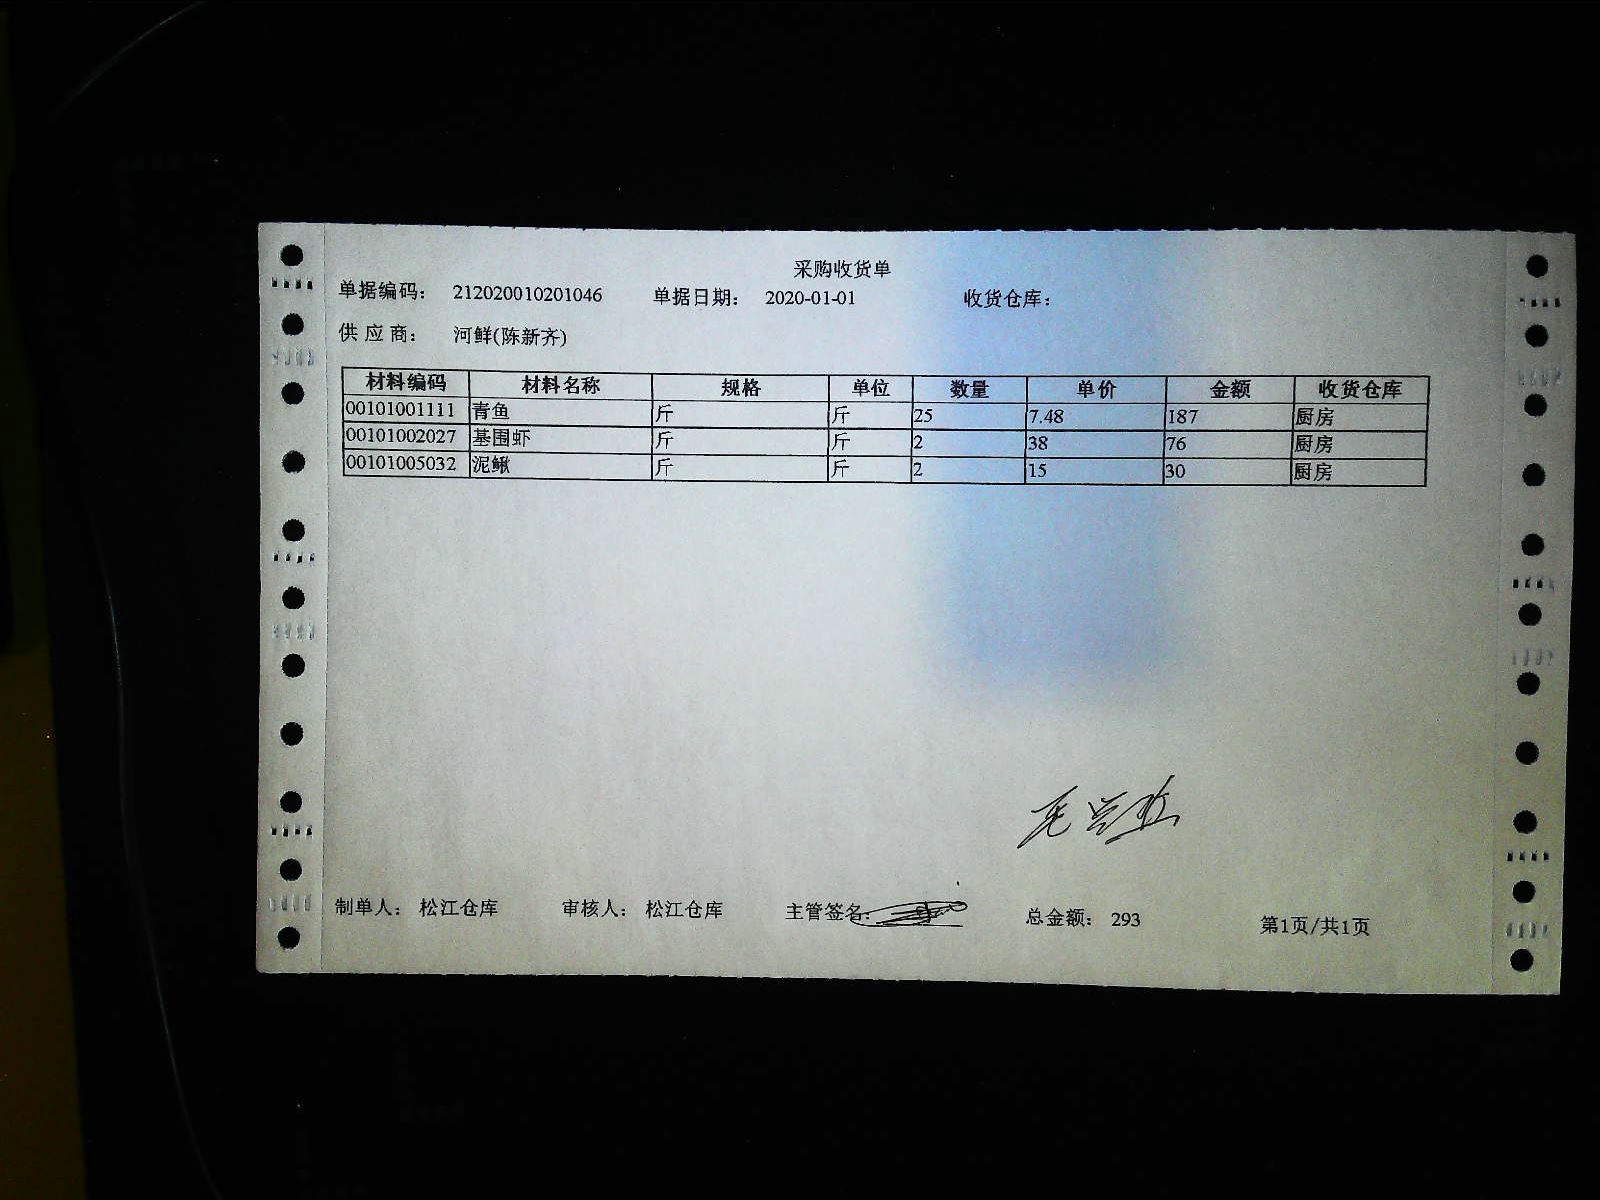 采购收货单
单据编码： 212020010201046 单据日期： 2020-01-01 收货仓库：
供 应 商： 河鲜(陈新齐)
材料编码 材料名称 规格 单位 数量 单价 金额 收货仓库
00101001111 青鱼 斤 斤 25 7.48 187 厨房
00101002027 基围虾 斤 斤 2 38 76 厨房
00101005032 泥鳅 斤 斤 2 15 30 厨房
制单人： 松江仓库 审核人： 松江仓库 主管签名： 总金额： 293 第1页/共1页